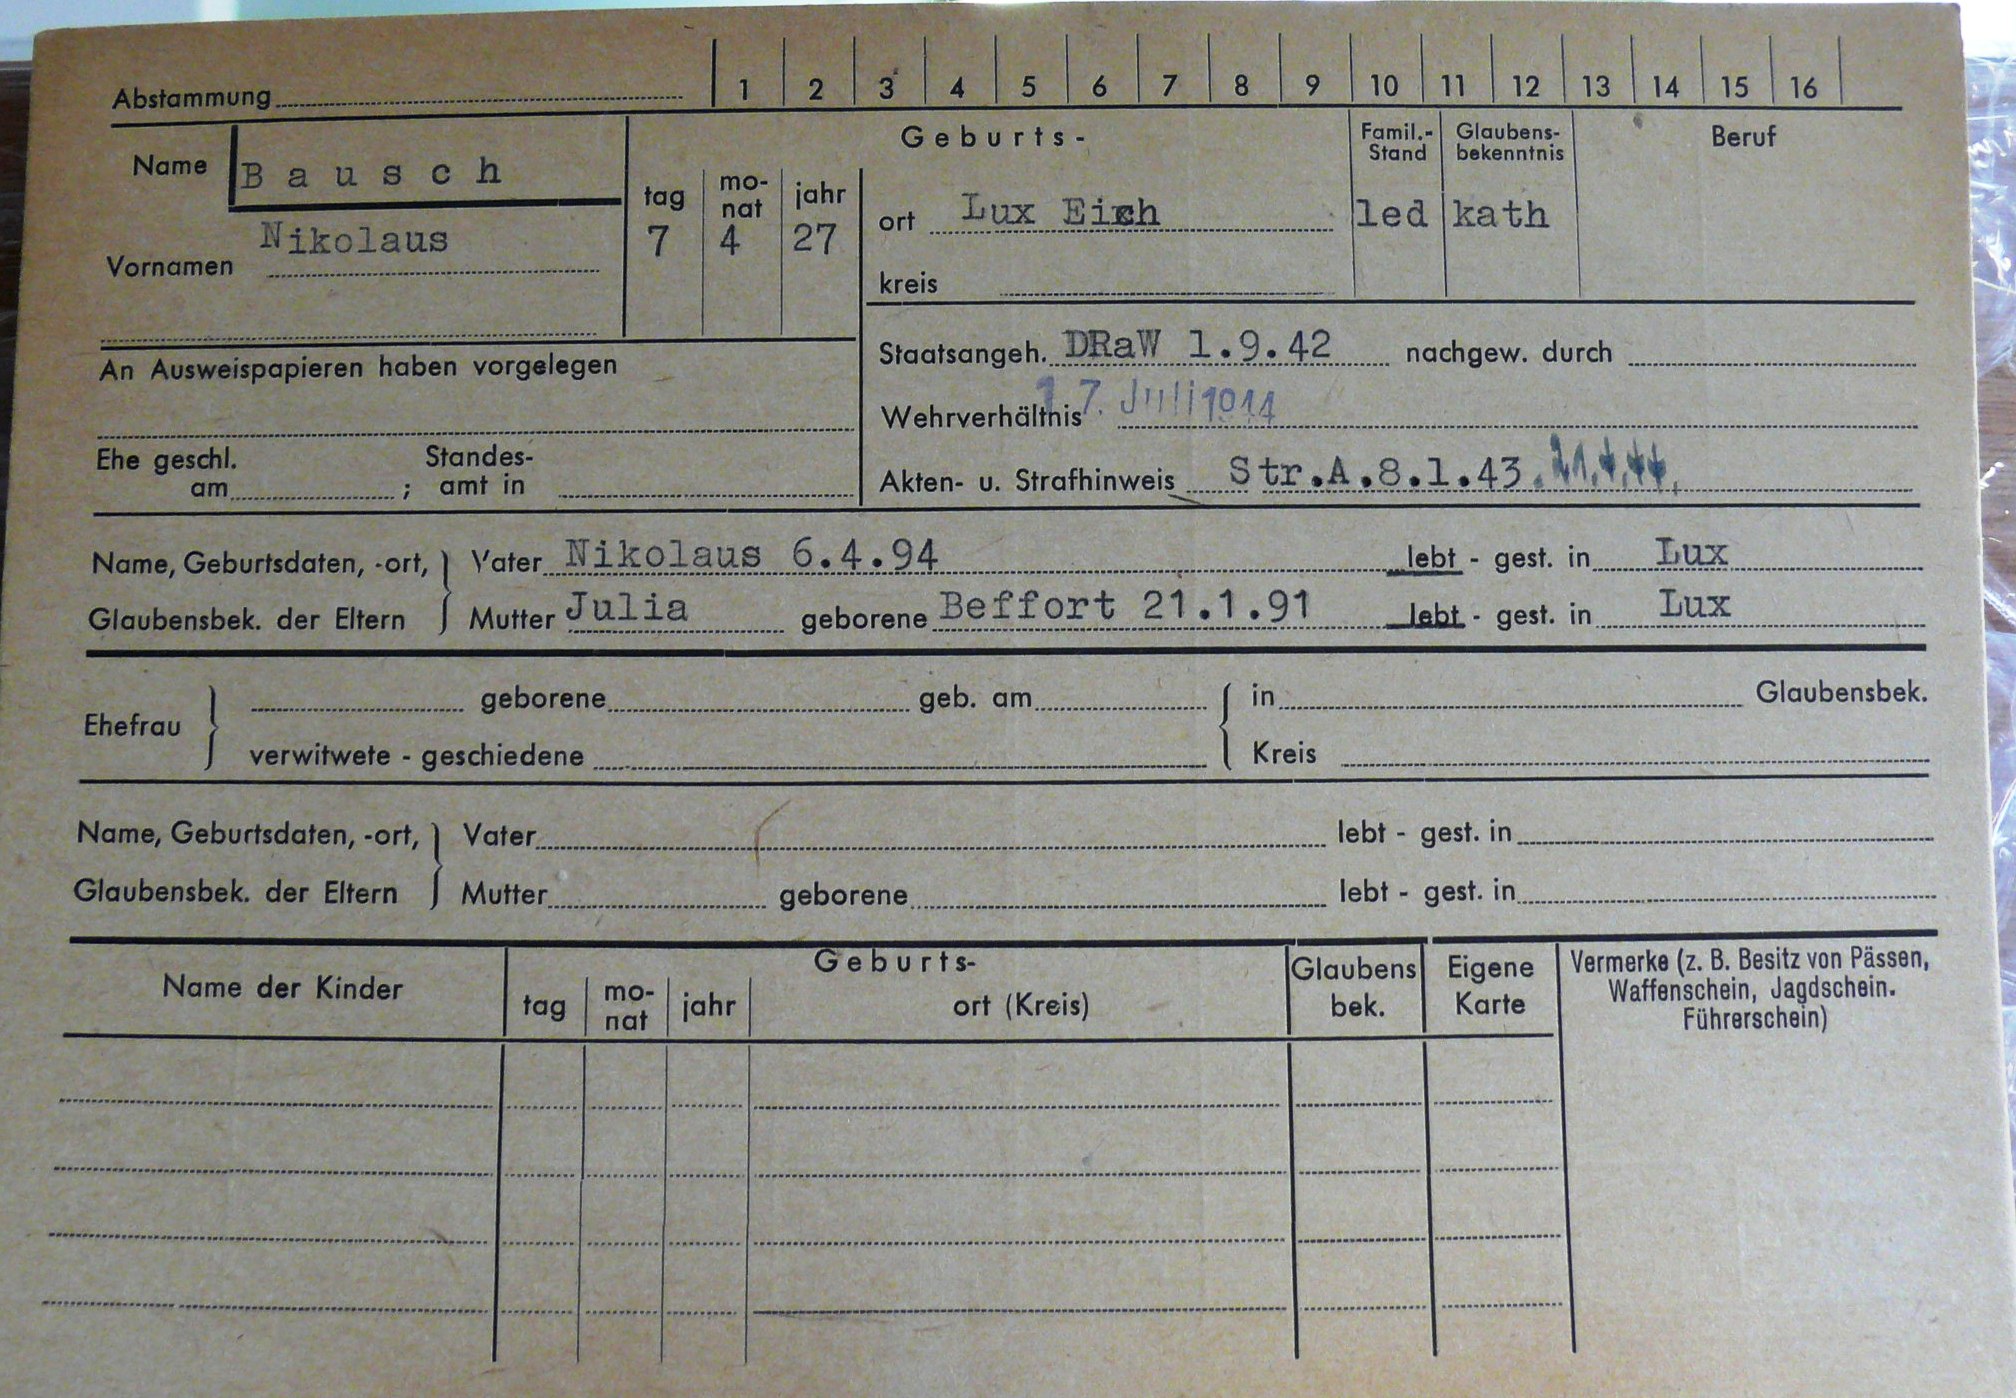 Abstammung 1 2 3 4 5 6 7 8 9 10 11 12 13 14 15 16
Name Bausch
Vornamen Nikolaus
Geburts-
tag monat jahr
7 4 27
ort Lux Eich
kreis
Famil.-Stand
led
Glaubens-bekenntnis
kath
Beruf
An Ausweispapieren haben vorgelegen
Ehe geschl. am ; Standes-amt in
Staatsangeh. DRaW 1.9.42 nachgew. durch
Wehrverhältnis 17. Juli 1944
Akten- u. Strafhinweis Str.A.8.1.43. 21.4.44.
Name, Geburtsdaten, -ort, Vater Nikolaus 6.4.94 lebt - gest. in Lux
Glaubensbek. der Eltern Mutter Julia geborene Beffort 21.1.91 lebt - gest. in Lux
Ehefrau geborene geb. am in Glaubensbek.
verwitwete - geschiedene Kreis
Name, Geburtsdaten, -ort, Vater lebt - gest. in
Glaubensbek. der Eltern Mutter geborene lebt - gest. in
Name der Kinder
Geburts-
tag mo-nat jahr ort (Kreis)
Glaubens bek.
Eigene Karte
Vermerke (z. B. Besitz von Pässen,
Waffenschein, Jagdschein.
Führerschein)